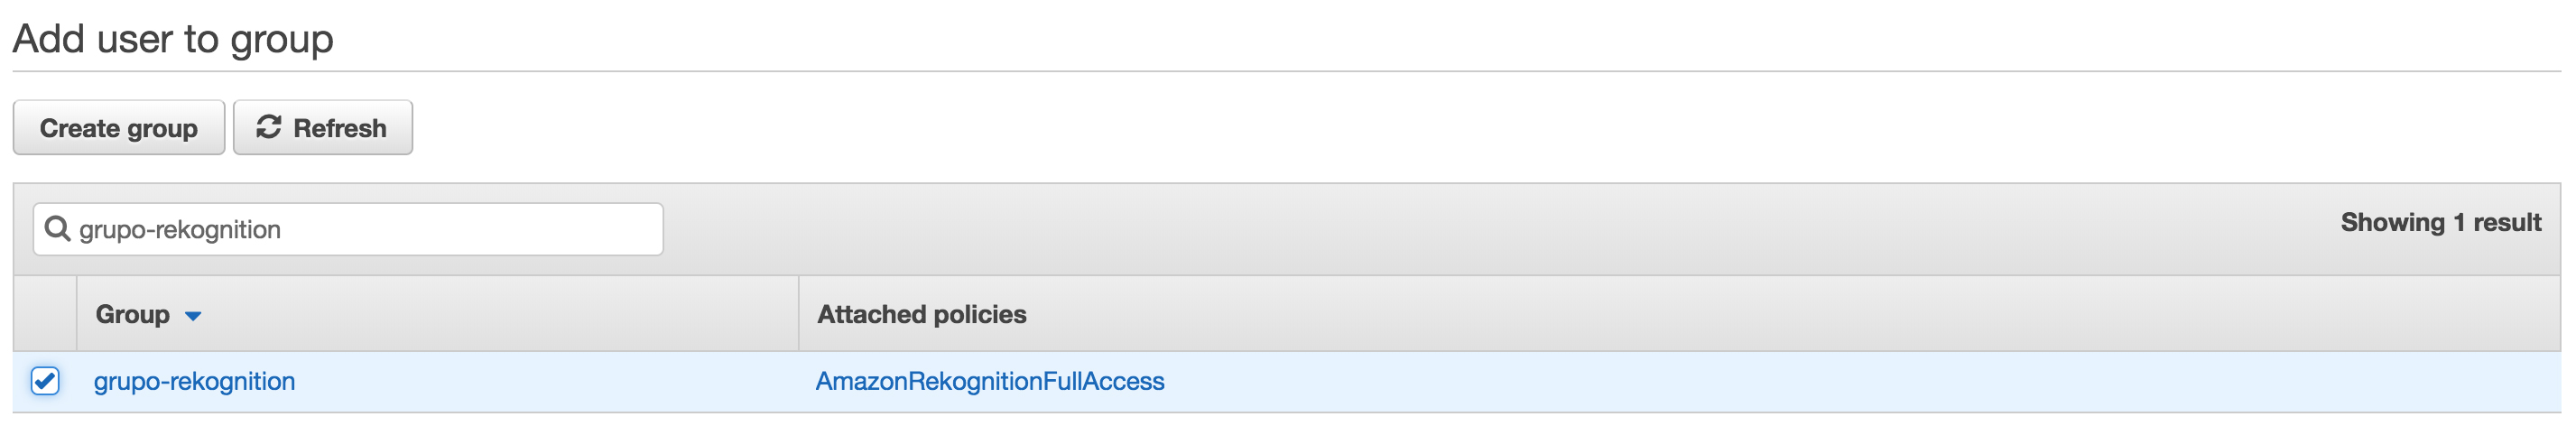 Add user to group
Create group Refresh
grupo-rekognition Showing 1 result
Group Attached policies
grupo-rekognition AmazonRekognitionFullAccess